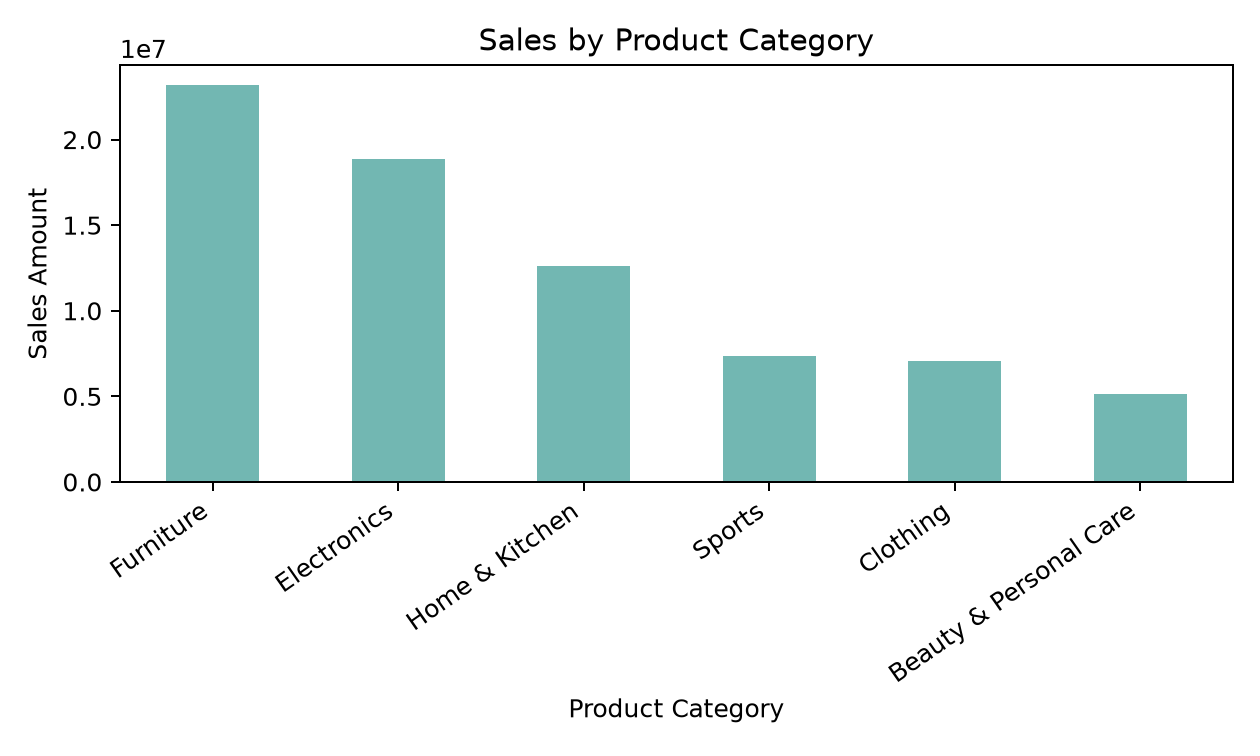 Sales by Product Category
1e7
Sales Amount
2.0
1.5
1.0
0.5
0.0
Furniture
Electronics
Home & Kitchen
Sports
Clothing
Beauty & Personal Care
Product Category